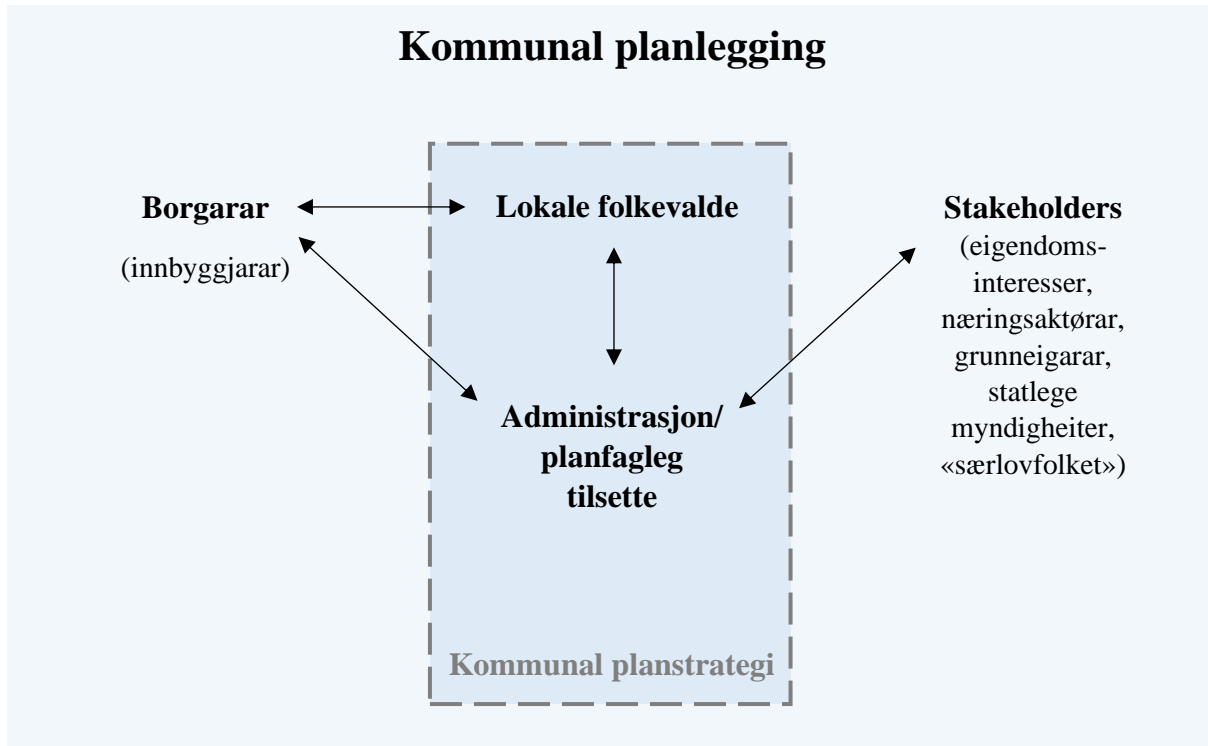 Kommunal planlegging
Borgarar
(innbyggjarar)
Lokale folkevalde
Administrasjon/
planfagleg
tilsette
Kommunal planstrategi
Stakeholders
(eigendoms-
interesser,
næringsaktørar,
grunneigarar,
statlege
myndigheiter,
«særlovfolket»)